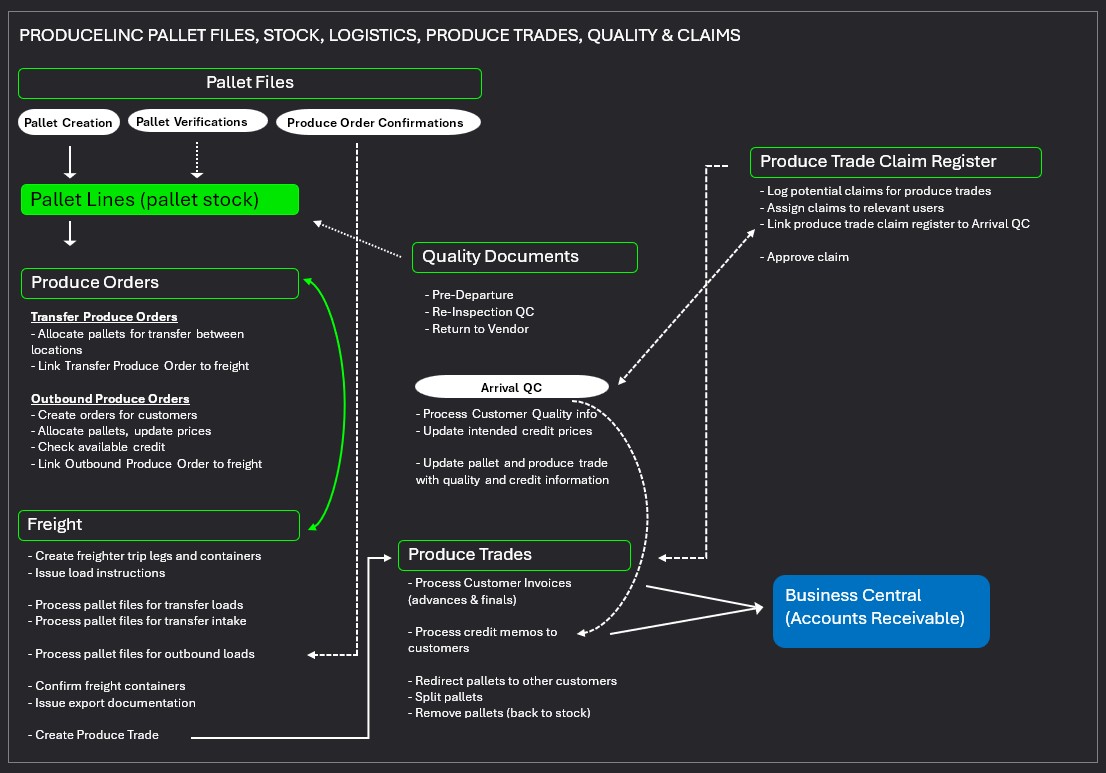 PRODUCELINC PALLET FILES, STOCK, LOGISTICS, PRODUCE TRADES, QUALITY & CLAIMS
Pallet Files
Pallet Creation
Pallet Verifications
Produce Order Confirmations
Pallet Lines (pallet stock)
Produce Orders
Transfer Produce Orders
- Allocate pallets for transfer between
locations
- Link Transfer Produce Order to freight
Outbound Produce Orders
- Create orders for customers
- Allocate pallets, update prices
- Check available credit
- Link Outbound Produce Order to freight
Freight
- Create freighter trip legs and containers
- Issue load instructions
- Process pallet files for transfer loads
- Process pallet files for transfer intake
- Process pallet files for outbound loads
- Confirm freight containers
- Issue export documentation
- Create Produce Trade
Quality Documents
- Pre-Departure
- Re-Inspection QC
- Return to Vendor
Arrival QC
- Process Customer Quality info
- Update intended credit prices
- Update pallet and produce trade
with quality and credit information
Produce Trades
- Process Customer Invoices
(advances & finals)
- Process credit memos to
customers
- Redirect pallets to other customers
- Split pallets
- Remove pallets (back to stock)
Produce Trade Claim Register
- Log potential claims for produce trades
- Assign claims to relevant users
- Link produce trade claim register to Arrival QC
- Approve claim
Business Central
(Accounts Receivable)